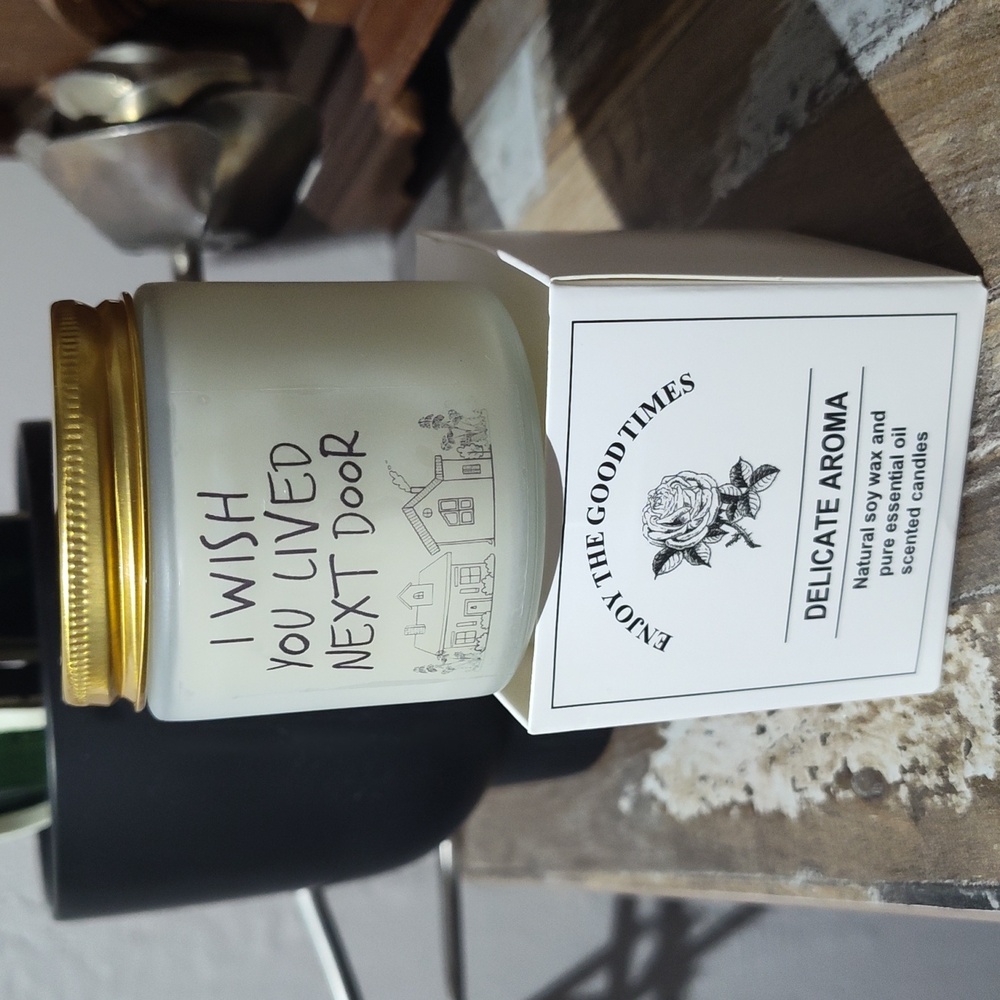 I WISH
YOU LIVED
NEXT DOOR
ENJOY THE GOOD TIMES
DELICATE AROMA
Natural soy wax and
pure essential oil
scented candles